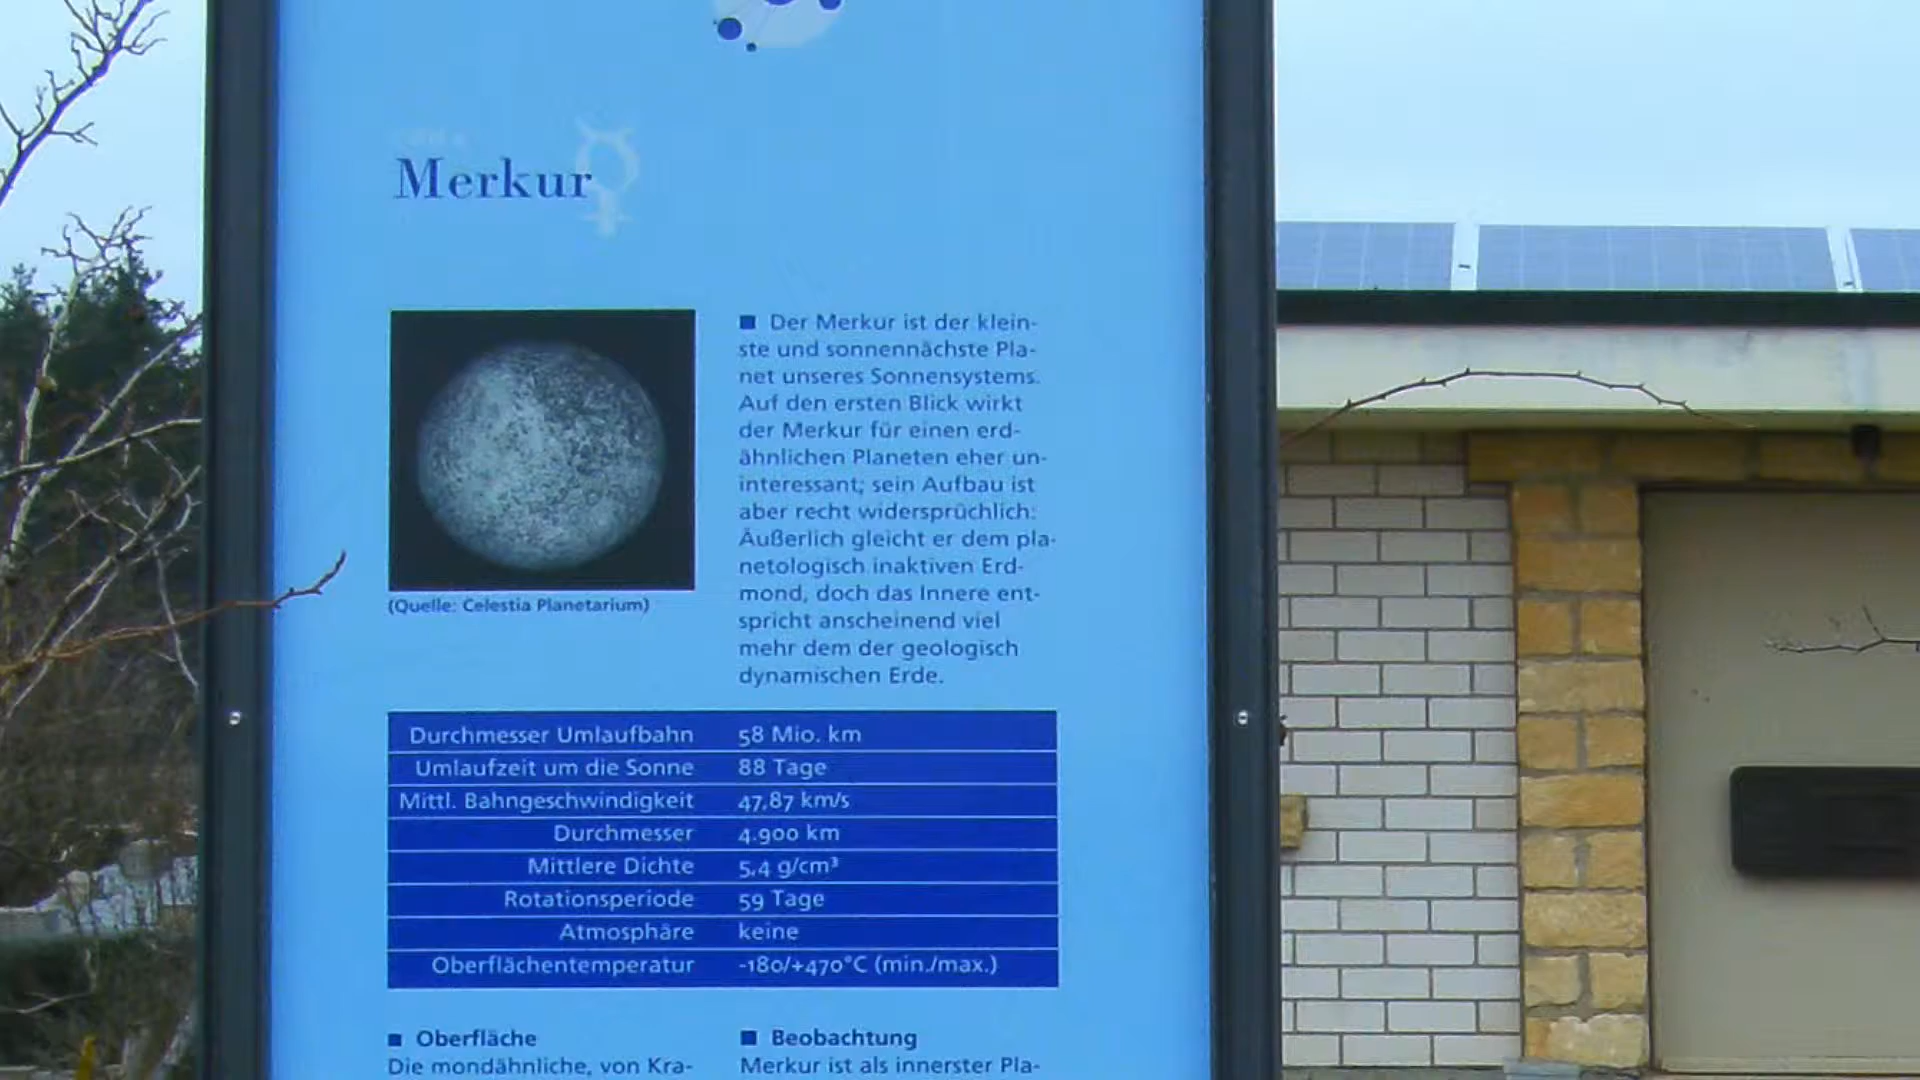 Merkur
(Quelle: Celestia Planetarium)
■ Der Merkur ist der klein-
ste und sonnennächste Pla-
net unseres Sonnensystems.
Auf den ersten Blick wirkt
der Merkur für einen erd-
ähnlichen Planeten eher un-
interessant; sein Aufbau ist
aber recht widersprüchlich:
Äußerlich gleicht er dem pla-
netologisch inaktiven Erd-
mond, doch das Innere ent-
spricht anscheinend viel
mehr dem der geologisch
dynamischen Erde.
Durchmesser Umlaufbahn 58 Mio. km
Umlaufzeit um die Sonne 88 Tage
Mittl. Bahngeschwindigkeit 47,87 km/s
Durchmesser 4.900 km
Mittlere Dichte 5,4 g/cm³
Rotationsperiode 59 Tage
Atmosphäre keine
Oberflächentemperatur -180/+470°C (min./max.)
■ Oberfläche
Die mondähnliche, von Kra-
■ Beobachtung
Merkur ist als innerster Pla-